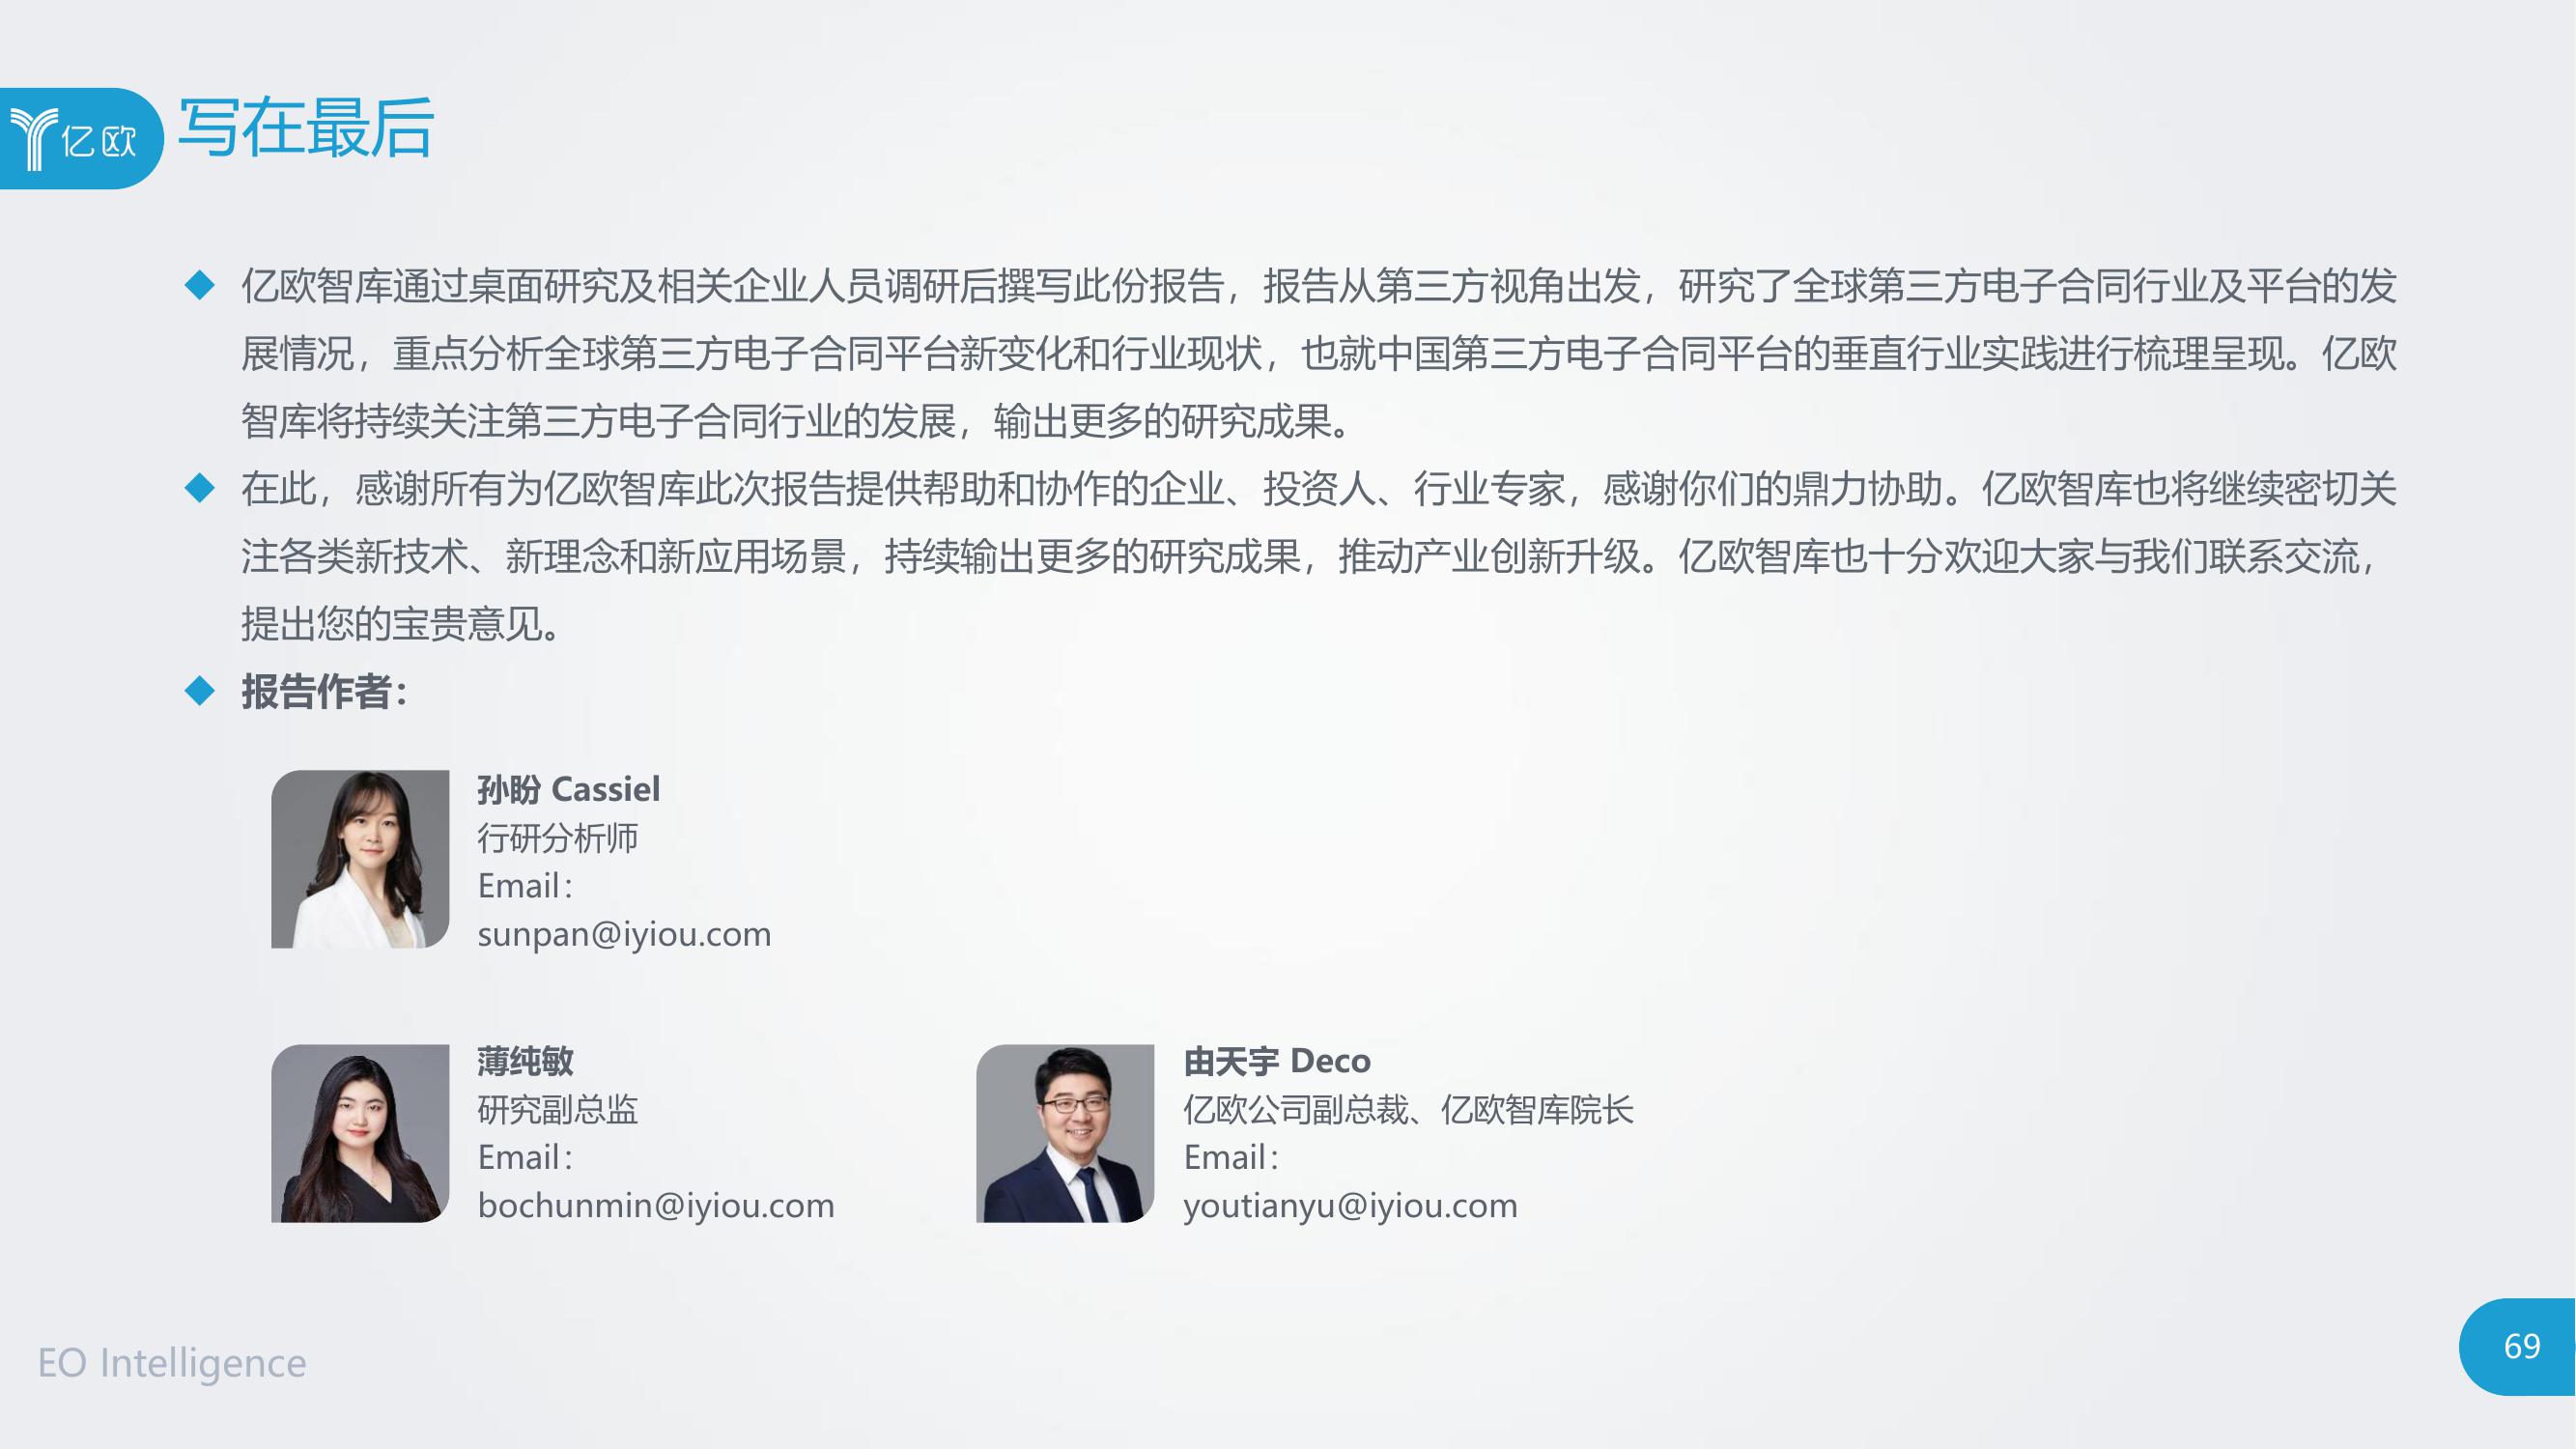 亿欧
写在最后
亿欧智库通过桌面研究及相关企业人员调研后撰写此份报告，报告从第三方视角出发，研究了全球第三方电子合同行业及平台的发
展情况，重点分析全球第三方电子合同平台新变化和行业现状，也就中国第三方电子合同平台的垂直行业实践进行梳理呈现。亿欧
智库将持续关注第三方电子合同行业的发展，输出更多的研究成果。
在此，感谢所有为亿欧智库此次报告提供帮助和协作的企业、投资人、行业专家，感谢你们的鼎力协助。亿欧智库也将继续密切关
注各类新技术、新理念和新应用场景，持续输出更多的研究成果，推动产业创新升级。亿欧智库也十分欢迎大家与我们联系交流，
提出您的宝贵意见。
报告作者：
孙盼 Cassiel
行研分析师
Email：
sunpan@iyiou.com
薄纯敏
研究副总监
Email：
bochunmin@iyiou.com
由天宇 Deco
亿欧公司副总裁、亿欧智库院长
Email：
youtianyu@iyiou.com
EO Intelligence
69